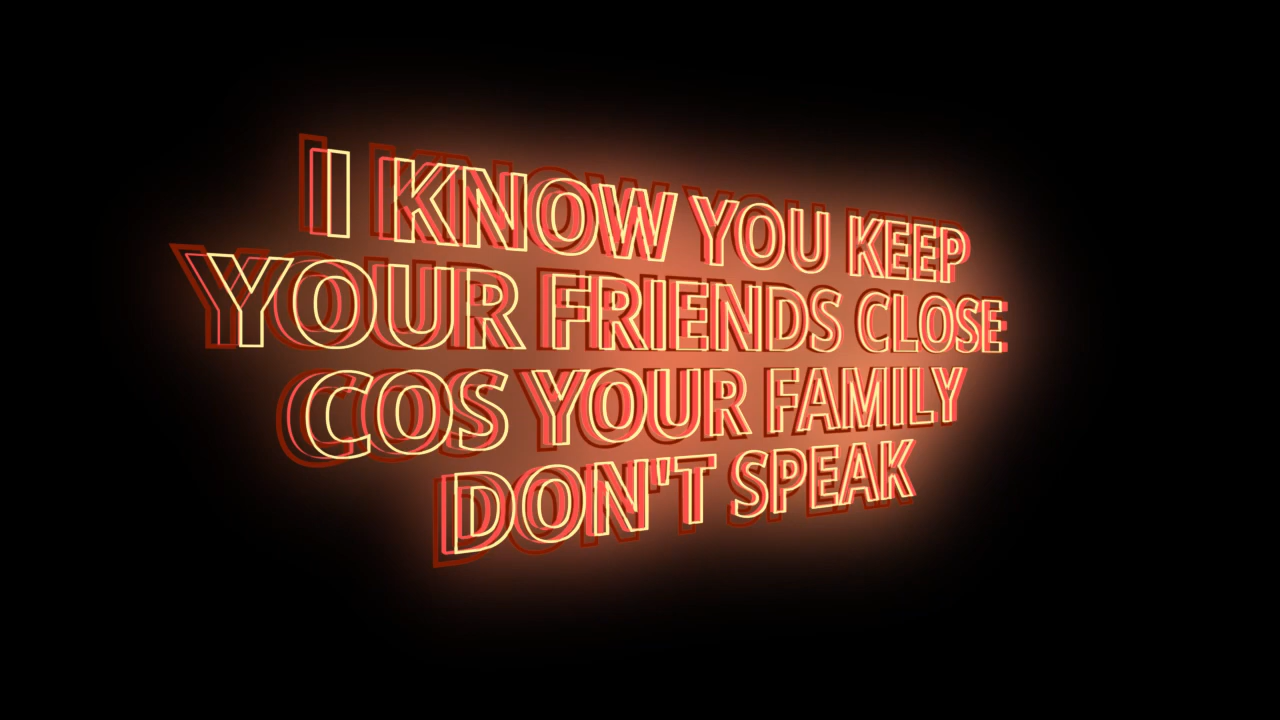 I KNOW YOU KEEP
YOUR FRIENDS CLOSE
COS YOUR FAMILY
DON'T SPEAK